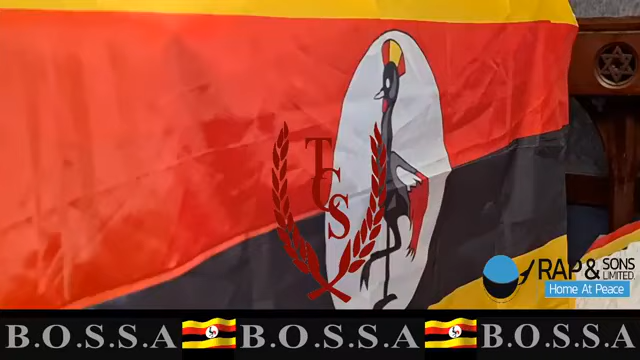 TCS
RAP & SONS
LIMITED.
Home At Peace
B.O.S.S.A B.O.S.S.A B.O.S.S.A